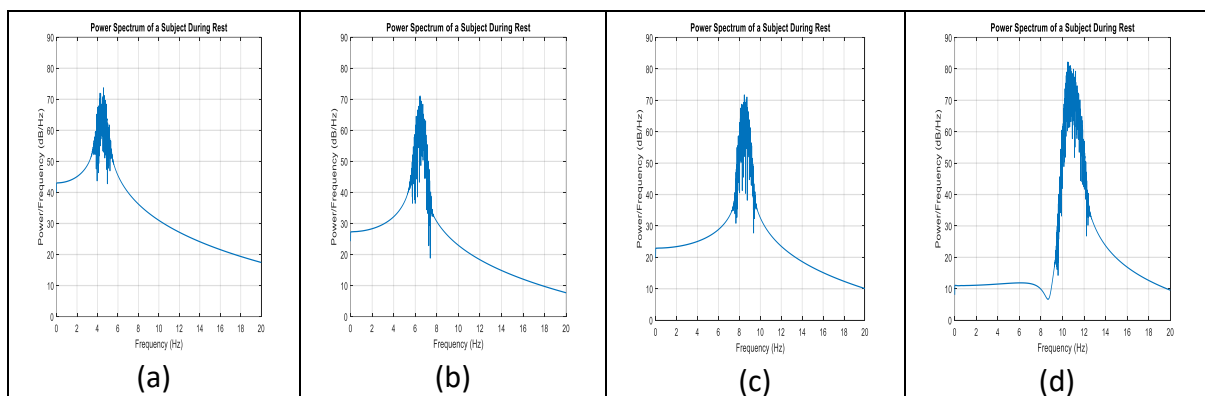 Power Spectrum of a Subject During Rest
Power/Frequency (dB/Hz)
90
80
70
60
50
40
30
20
10
0
0 2 4 6 8 10 12 14 16 18 20
Frequency (Hz)
(a)
Power Spectrum of a Subject During Rest
Power/Frequency (dB/Hz)
90
80
70
60
50
40
30
20
10
0
0 2 4 6 8 10 12 14 16 18 20
Frequency (Hz)
(b)
Power Spectrum of a Subject During Rest
Power/Frequency (dB/Hz)
90
80
70
60
50
40
30
20
10
0
0 2 4 6 8 10 12 14 16 18 20
Frequency (Hz)
(c)
Power Spectrum of a Subject During Rest
Power/Frequency (dB/Hz)
90
80
70
60
50
40
30
20
10
0
0 2 4 6 8 10 12 14 16 18 20
Frequency (Hz)
(d)